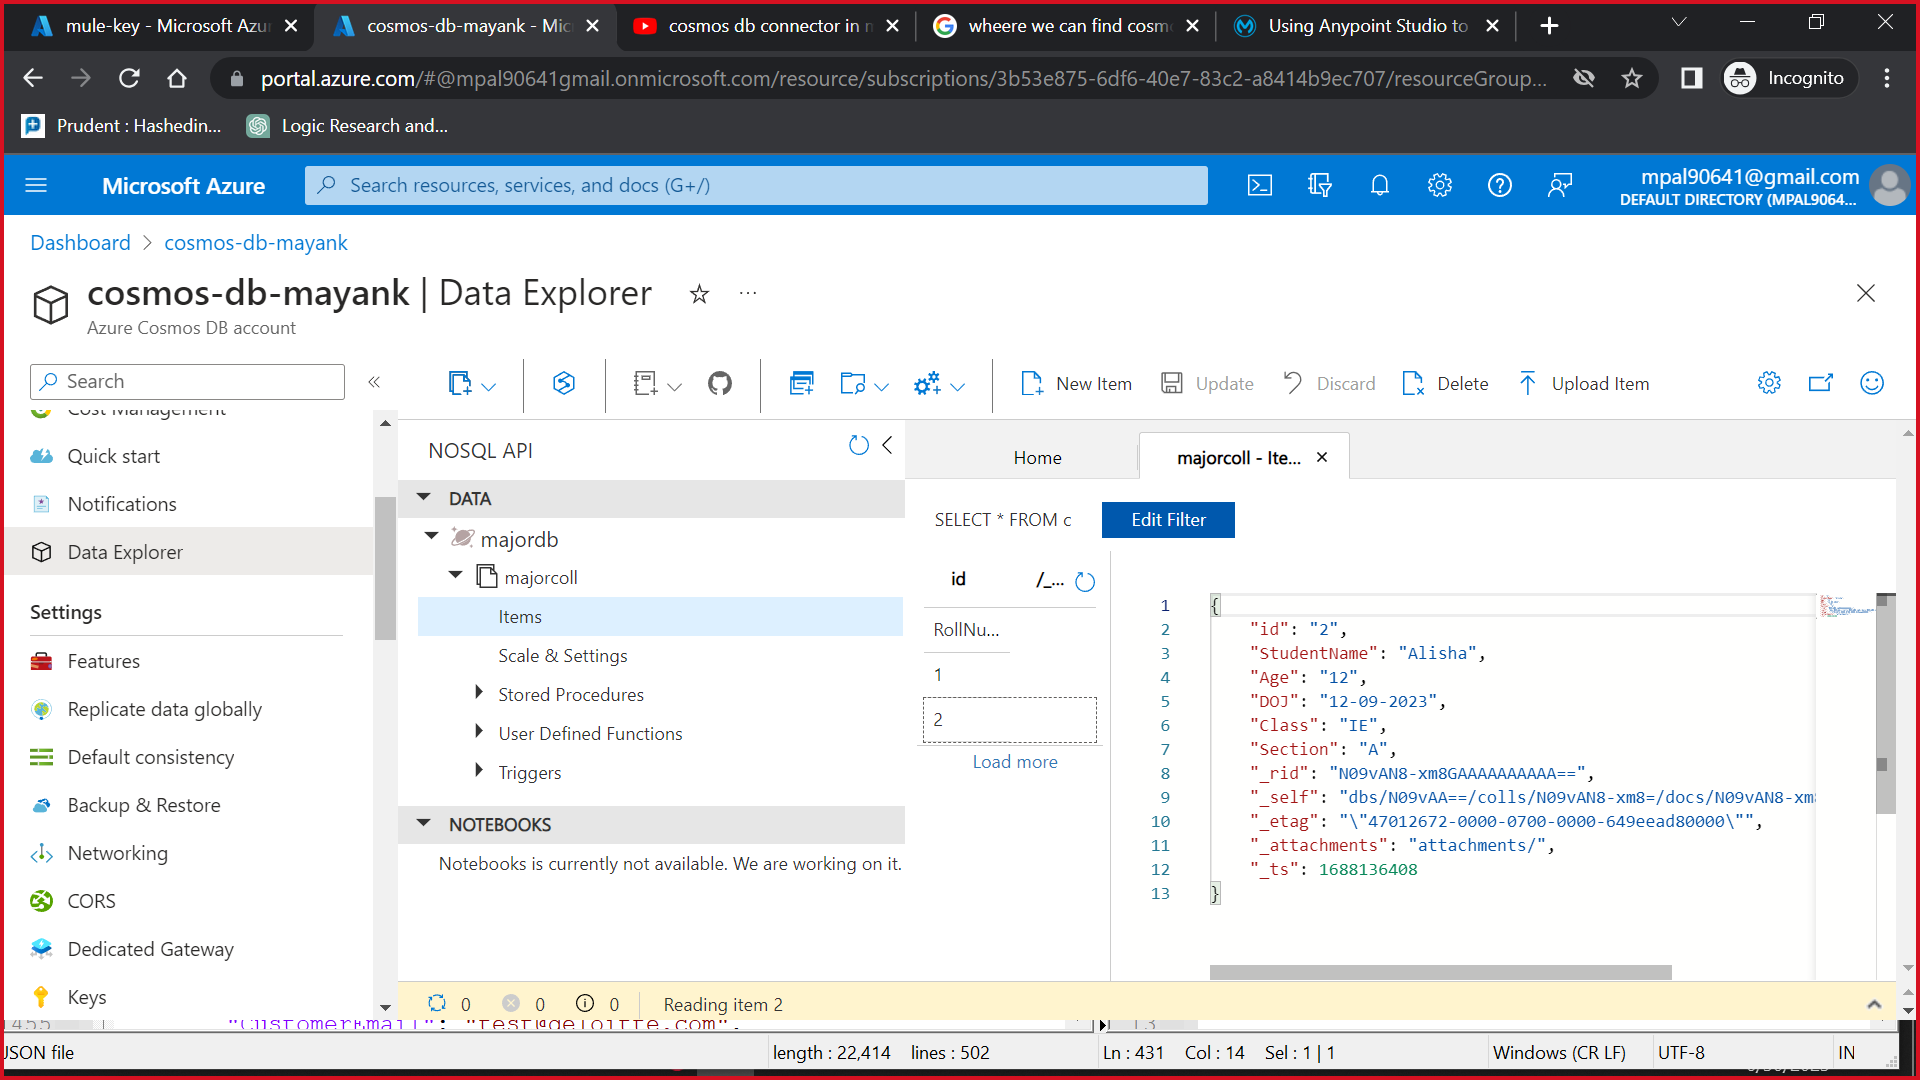 mule-key - Microsoft Azu
cosmos-db-mayank - Mic
cosmos db connector in m
wheere we can find cosm
Using Anypoint Studio to
portal.azure.com/#@mpal90641gmail.onmicrosoft.com/resource/subscriptions/3b53e875-6df6-40e7-83c2-a8414b9ec707/resourceGroup...
Incognito
Prudent : Hashedin...
Logic Research and...
Microsoft Azure
Search resources, services, and docs (G+/)
mpal90641@gmail.com
DEFAULT DIRECTORY (MPAL9064...
Dashboard > cosmos-db-mayank
cosmos-db-mayank | Data Explorer
Azure Cosmos DB account
Search
New Item
Update
Discard
Delete
Upload Item
Cost Management
Quick start
Notifications
Data Explorer
Settings
Features
Replicate data globally
Default consistency
Backup & Restore
Networking
CORS
Dedicated Gateway
Keys
NOSQL API
DATA
majordb
majorcoll
Items
Scale & Settings
Stored Procedures
User Defined Functions
Triggers
NOTEBOOKS
Notebooks is currently not available. We are working on it.
Home
majorcoll - Ite...
SELECT * FROM c
Edit Filter
id /_...
RollNu...
1
2
Load more
1 {
2 "id": "2",
3 "StudentName": "Alisha",
4 "Age": "12",
5 "DOJ": "12-09-2023",
6 "Class": "IE",
7 "Section": "A",
8 "_rid": "N09vAN8-xm8GAAAAAAAAAA==",
9 "_self": "dbs/N09vAA==/colls/N09vAN8-xm8=/docs/N09vAN8-xm8
10 "_etag": "\"47012672-0000-0700-0000-649eead80000\"",
11 "_attachments": "attachments/",
12 "_ts": 1688136408
13 }
0 0 0 Reading item 2
455 "CustomerEmail": "test@deloitte.com",
13
JSON file
length : 22,414 lines : 502
Ln : 431 Col : 14 Sel : 1 | 1
Windows (CR LF)
UTF-8
IN